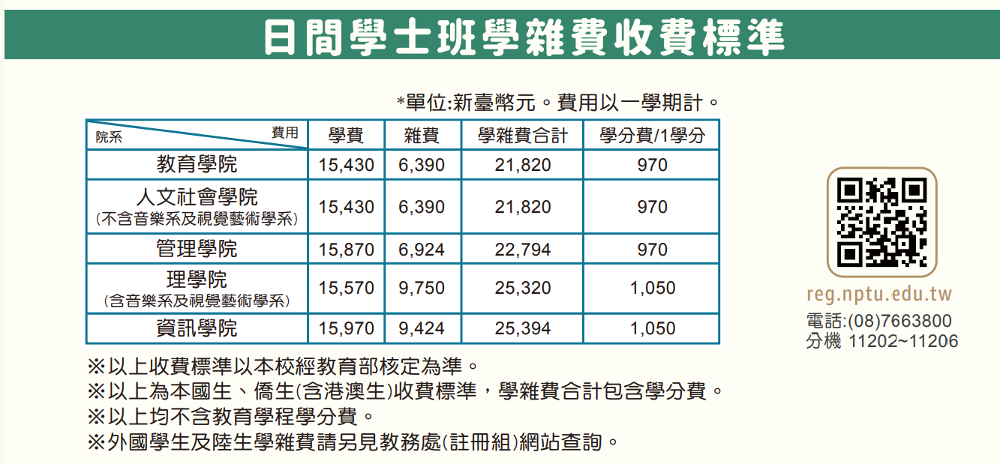 日間學士班學雜費收費標準
*單位:新臺幣元。費用以一學期計。
院系 費用 學費 雜費 學雜費合計 學分費/1學分
教育學院 15,430 6,390 21,820 970
人文社會學院
(不含音樂系及視覺藝術學系) 15,430 6,390 21,820 970
管理學院 15,870 6,924 22,794 970
理學院
(含音樂系及視覺藝術學系) 15,570 9,750 25,320 1,050
資訊學院 15,970 9,424 25,394 1,050
※以上收費標準以本校經教育部核定為準。
※以上為本國生、僑生(含港澳生)收費標準，學雜費合計包含學分費。
※以上均不含教育學程學分費。
※外國學生及陸生學雜費請另見教務處(註冊組)網站查詢。
reg.nptu.edu.tw
電話:(08)7663800
分機 11202~11206